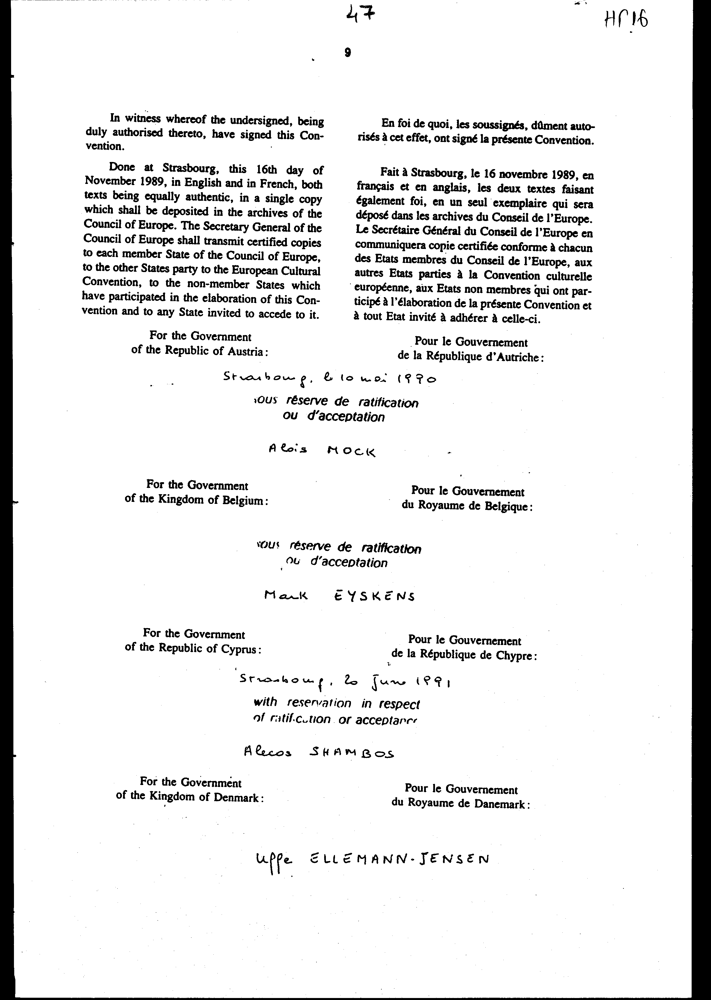 47
9
In witness whereof the undersigned, being
duly authorised thereto, have signed this Con-
vention.
Done at Strasbourg, this 16th day of
November 1989, in English and in French, both
texts being equally authentic, in a single copy
which shall be deposited in the archives of the
Council of Europe. The Secretary General of the
Council of Europe shall transmit certified copies
to each member State of the Council of Europe,
to the other States party to the European Cultural
Convention, to the non-member States which
have participated in the elaboration of this Con-
vention and to any State invited to accede to it.
En foi de quoi, les soussignés, dûment auto-
risés à cet effet, ont signé la présente Convention.
Fait à Strasbourg, le 16 novembre 1989, en
français et en anglais, les deux textes faisant
également foi, en un seul exemplaire qui sera
déposé dans les archives du Conseil de l'Europe.
Le Secrétaire Général du Conseil de l'Europe en
communiquera copie certifiée conforme à chacun
des Etats membres du Conseil de l'Europe, aux
autres Etats parties à la Convention culturelle
européenne, aux Etats non membres qui ont par-
ticipé à l'élaboration de la présente Convention et
à tout Etat invité à adhérer à celle-ci.
For the Government
of the Republic of Austria:
Pour le Gouvernement
de la République d'Autriche:
Strasbourg, le 10 mai 1990
sous réserve de ratification
ou d'acceptation
Alois MOCK
For the Government
of the Kingdom of Belgium:
Pour le Gouvernement
du Royaume de Belgique:
sous réserve de ratification
ou d'acceptation
Mark EYSKENS
For the Government
of the Republic of Cyprus:
Pour le Gouvernement
de la République de Chypre:
Strasbourg, 20 June 1991
with reservation in respect
of ratification or acceptance
Alecos SHAMBOS
For the Government
of the Kingdom of Denmark:
Pour le Gouvernement
du Royaume de Danemark:
Uffe ELLEMANN-JENSEN